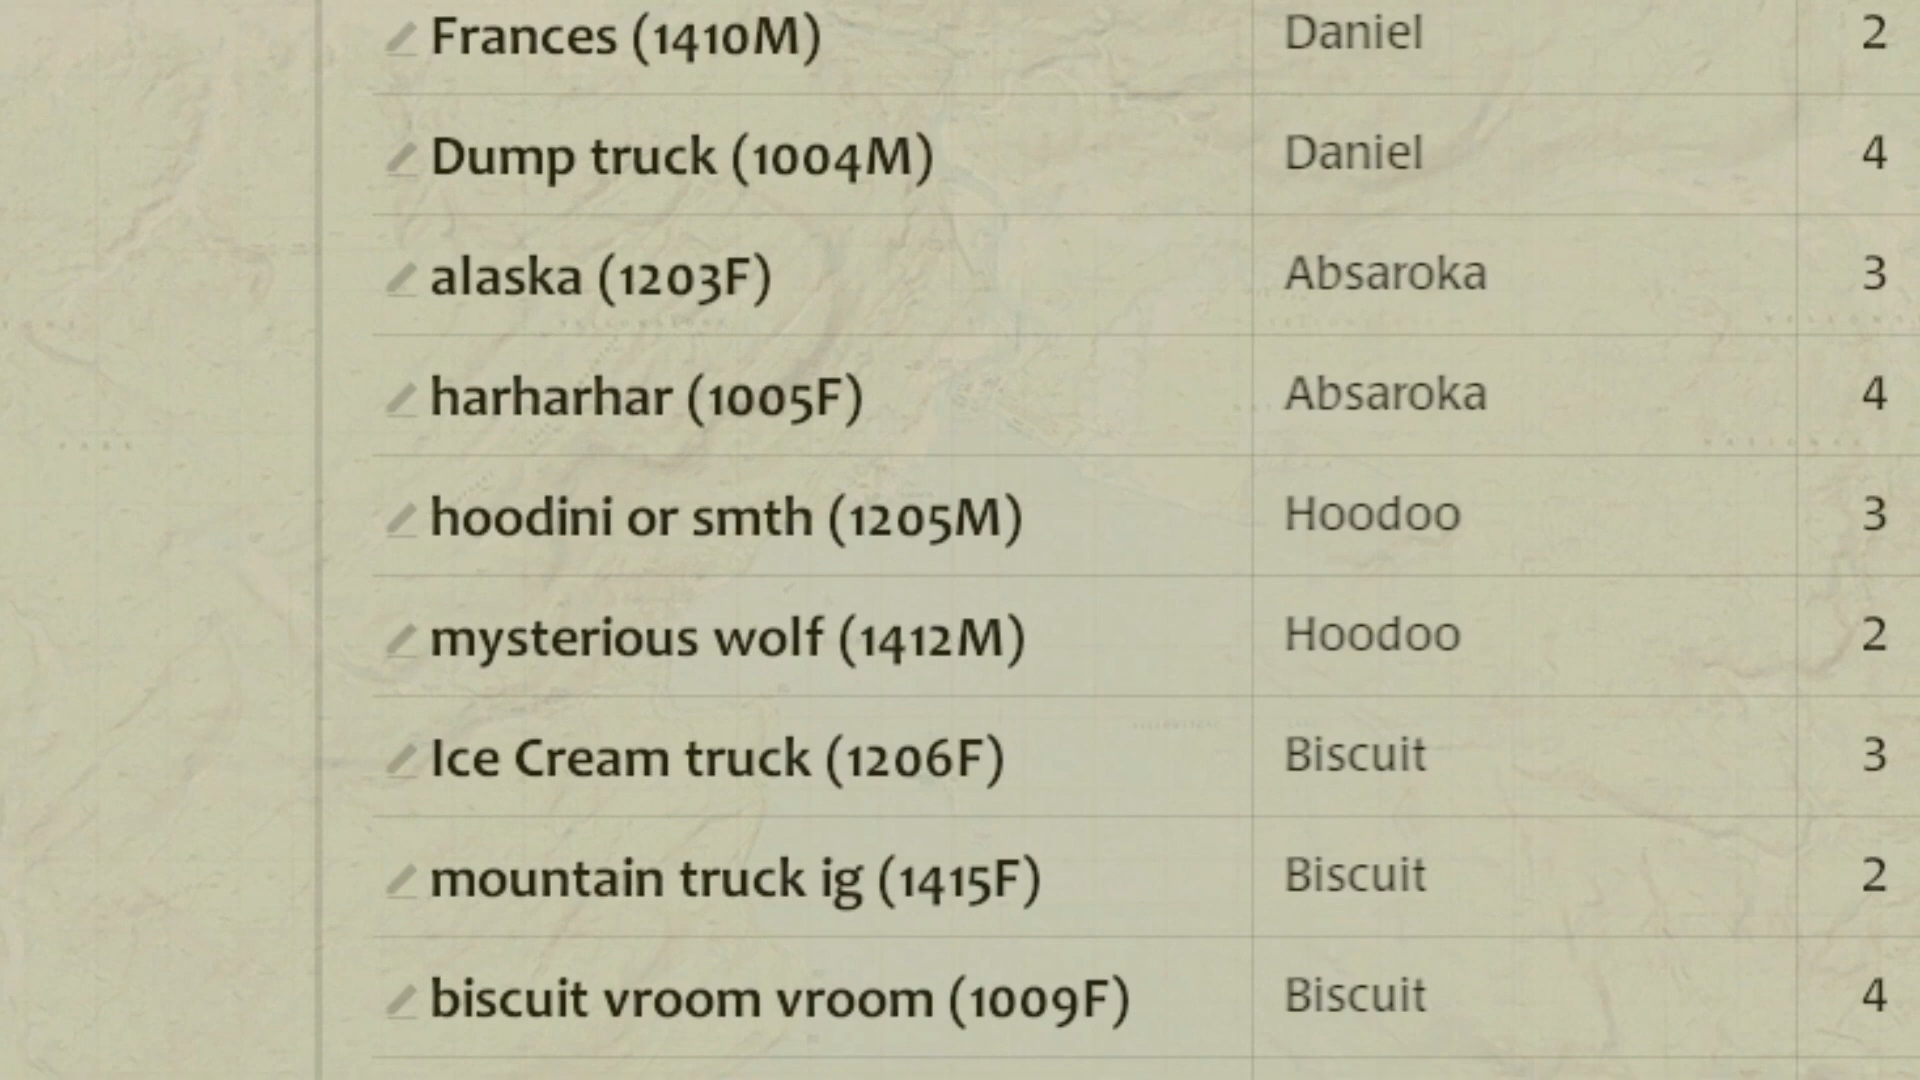 Frances (1410M) Daniel 2
Dump truck (1004M) Daniel 4
alaska (1203F) Absaroka 3
harharhar (1005F) Absaroka 4
hoodini or smth (1205M) Hoodoo 3
mysterious wolf (1412M) Hoodoo 2
Ice Cream truck (1206F) Biscuit 3
mountain truck ig (1415F) Biscuit 2
biscuit vroom vroom (1009F) Biscuit 4